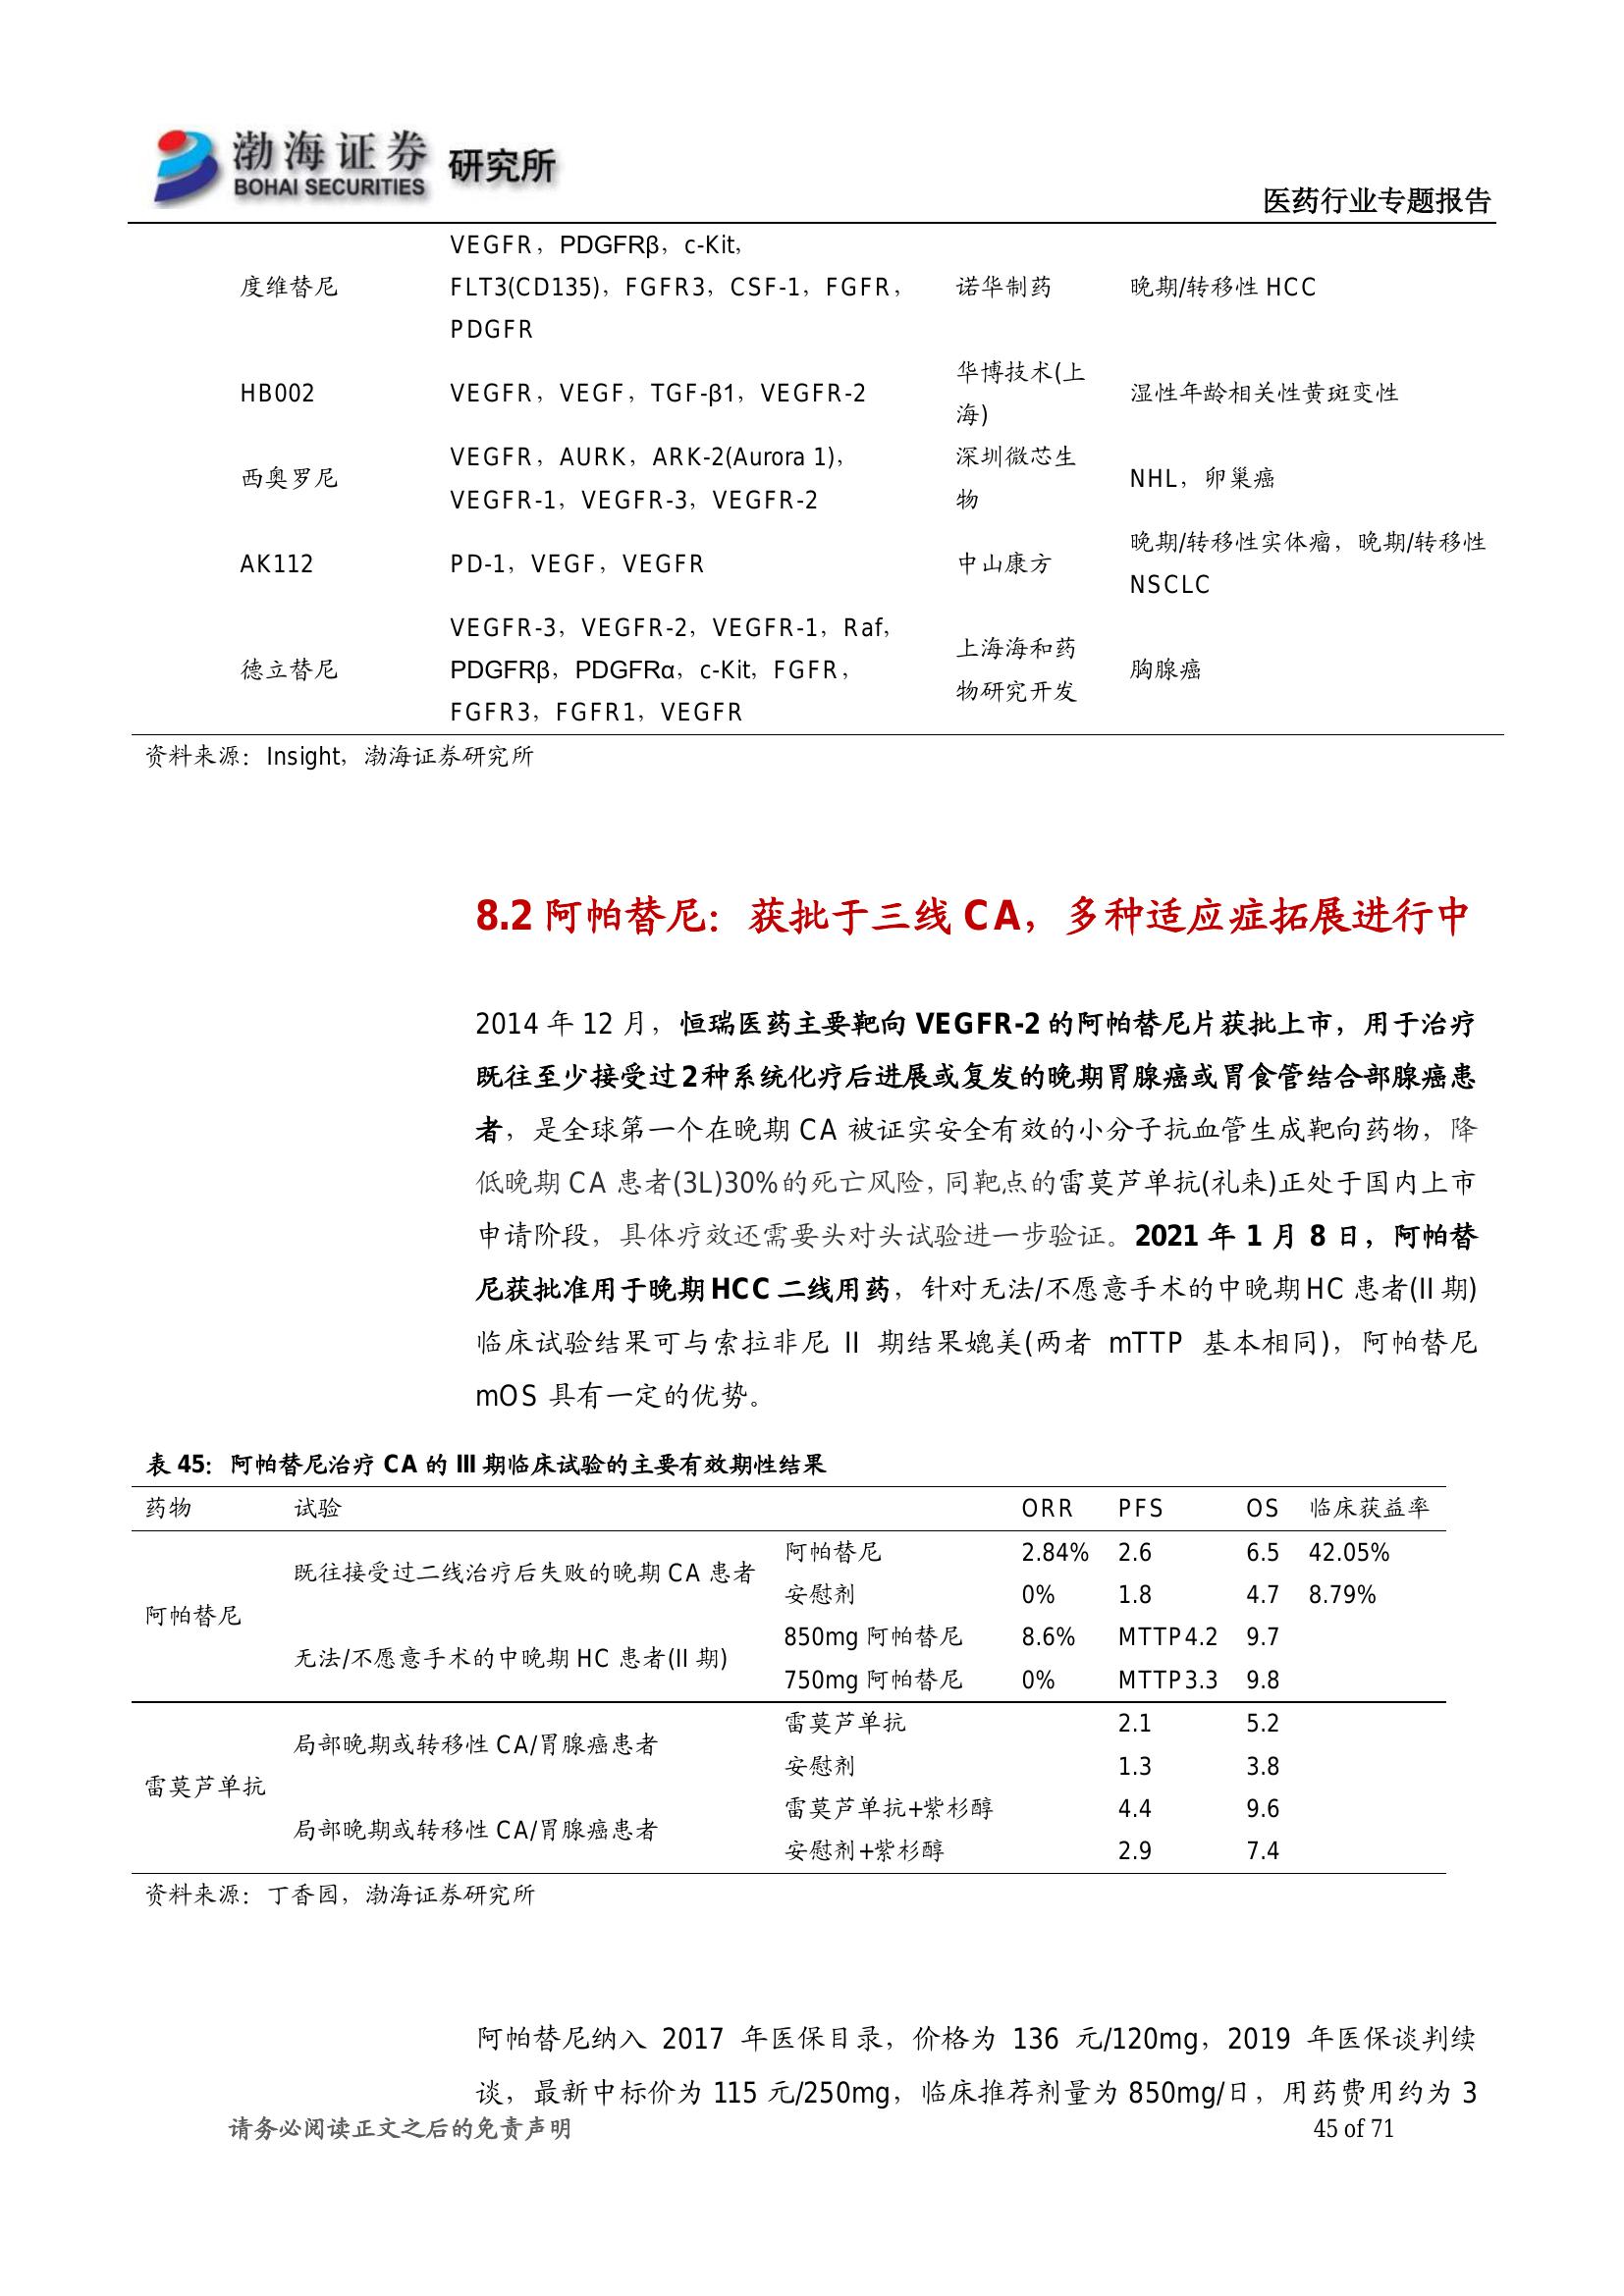 渤海证券 研究所
BOHAI SECURITIES
医药行业专题报告
VEGFR，PDGFRβ，c-Kit，
度维替尼 FLT3(CD135)，FGFR3，CSF-1，FGFR， 诺华制药 晚期/转移性 HCC
PDGFR
HB002 VEGFR，VEGF，TGF-β1，VEGFR-2 华博技术(上 湿性年龄相关性黄斑变性
海)
西奥罗尼 VEGFR，AURK，ARK-2(Aurora 1)， 深圳微芯生 NHL，卵巢癌
VEGFR-1，VEGFR-3，VEGFR-2 物
AK112 PD-1，VEGF，VEGFR 中山康方 晚期/转移性实体瘤，晚期/转移性
NSCLC
VEGFR-3，VEGFR-2，VEGFR-1，Raf， 上海海和药
德立替尼 PDGFRβ，PDGFRα，c-Kit，FGFR， 物研究开发 胸腺癌
FGFR3，FGFR1，VEGFR
资料来源：Insight，渤海证券研究所
8.2 阿帕替尼：获批于三线 CA，多种适应症拓展进行中
2014 年 12 月，恒瑞医药主要靶向 VEGFR-2 的阿帕替尼片获批上市，用于治疗
既往至少接受过 2 种系统化疗后进展或复发的晚期胃腺癌或胃食管结合部腺癌患
者，是全球第一个在晚期 CA 被证实安全有效的小分子抗血管生成靶向药物，降
低晚期 CA 患者(3L)30%的死亡风险，同靶点的雷莫芦单抗(礼来)正处于国内上市
申请阶段，具体疗效还需要头对头试验进一步验证。2021 年 1 月 8 日，阿帕替
尼获批准用于晚期 HCC 二线用药，针对无法/不愿意手术的中晚期 HC 患者(II 期)
临床试验结果可与索拉非尼 II 期结果媲美(两者 mTTP 基本相同)，阿帕替尼
mOS 具有一定的优势。
表 45：阿帕替尼治疗 CA 的 III 期临床试验的主要有效期性结果
药物 试验 ORR PFS OS 临床获益率
阿帕替尼 既往接受过二线治疗后失败的晚期 CA 患者 阿帕替尼 2.84% 2.6 6.5 42.05%
安慰剂 0% 1.8 4.7 8.79%
无法/不愿意手术的中晚期 HC 患者(II 期) 850mg 阿帕替尼 8.6% MTTP4.2 9.7
750mg 阿帕替尼 0% MTTP3.3 9.8
雷莫芦单抗 局部晚期或转移性 CA/胃腺癌患者 雷莫芦单抗 2.1 5.2
安慰剂 1.3 3.8
局部晚期或转移性 CA/胃腺癌患者 雷莫芦单抗+紫杉醇 4.4 9.6
安慰剂+紫杉醇 2.9 7.4
资料来源：丁香园，渤海证券研究所
阿帕替尼纳入 2017 年医保目录，价格为 136 元/120mg，2019 年医保谈判续
谈，最新中标价为 115 元/250mg，临床推荐剂量为 850mg/日，用药费用约为 3
请务必阅读正文之后的免责声明 45 of 71